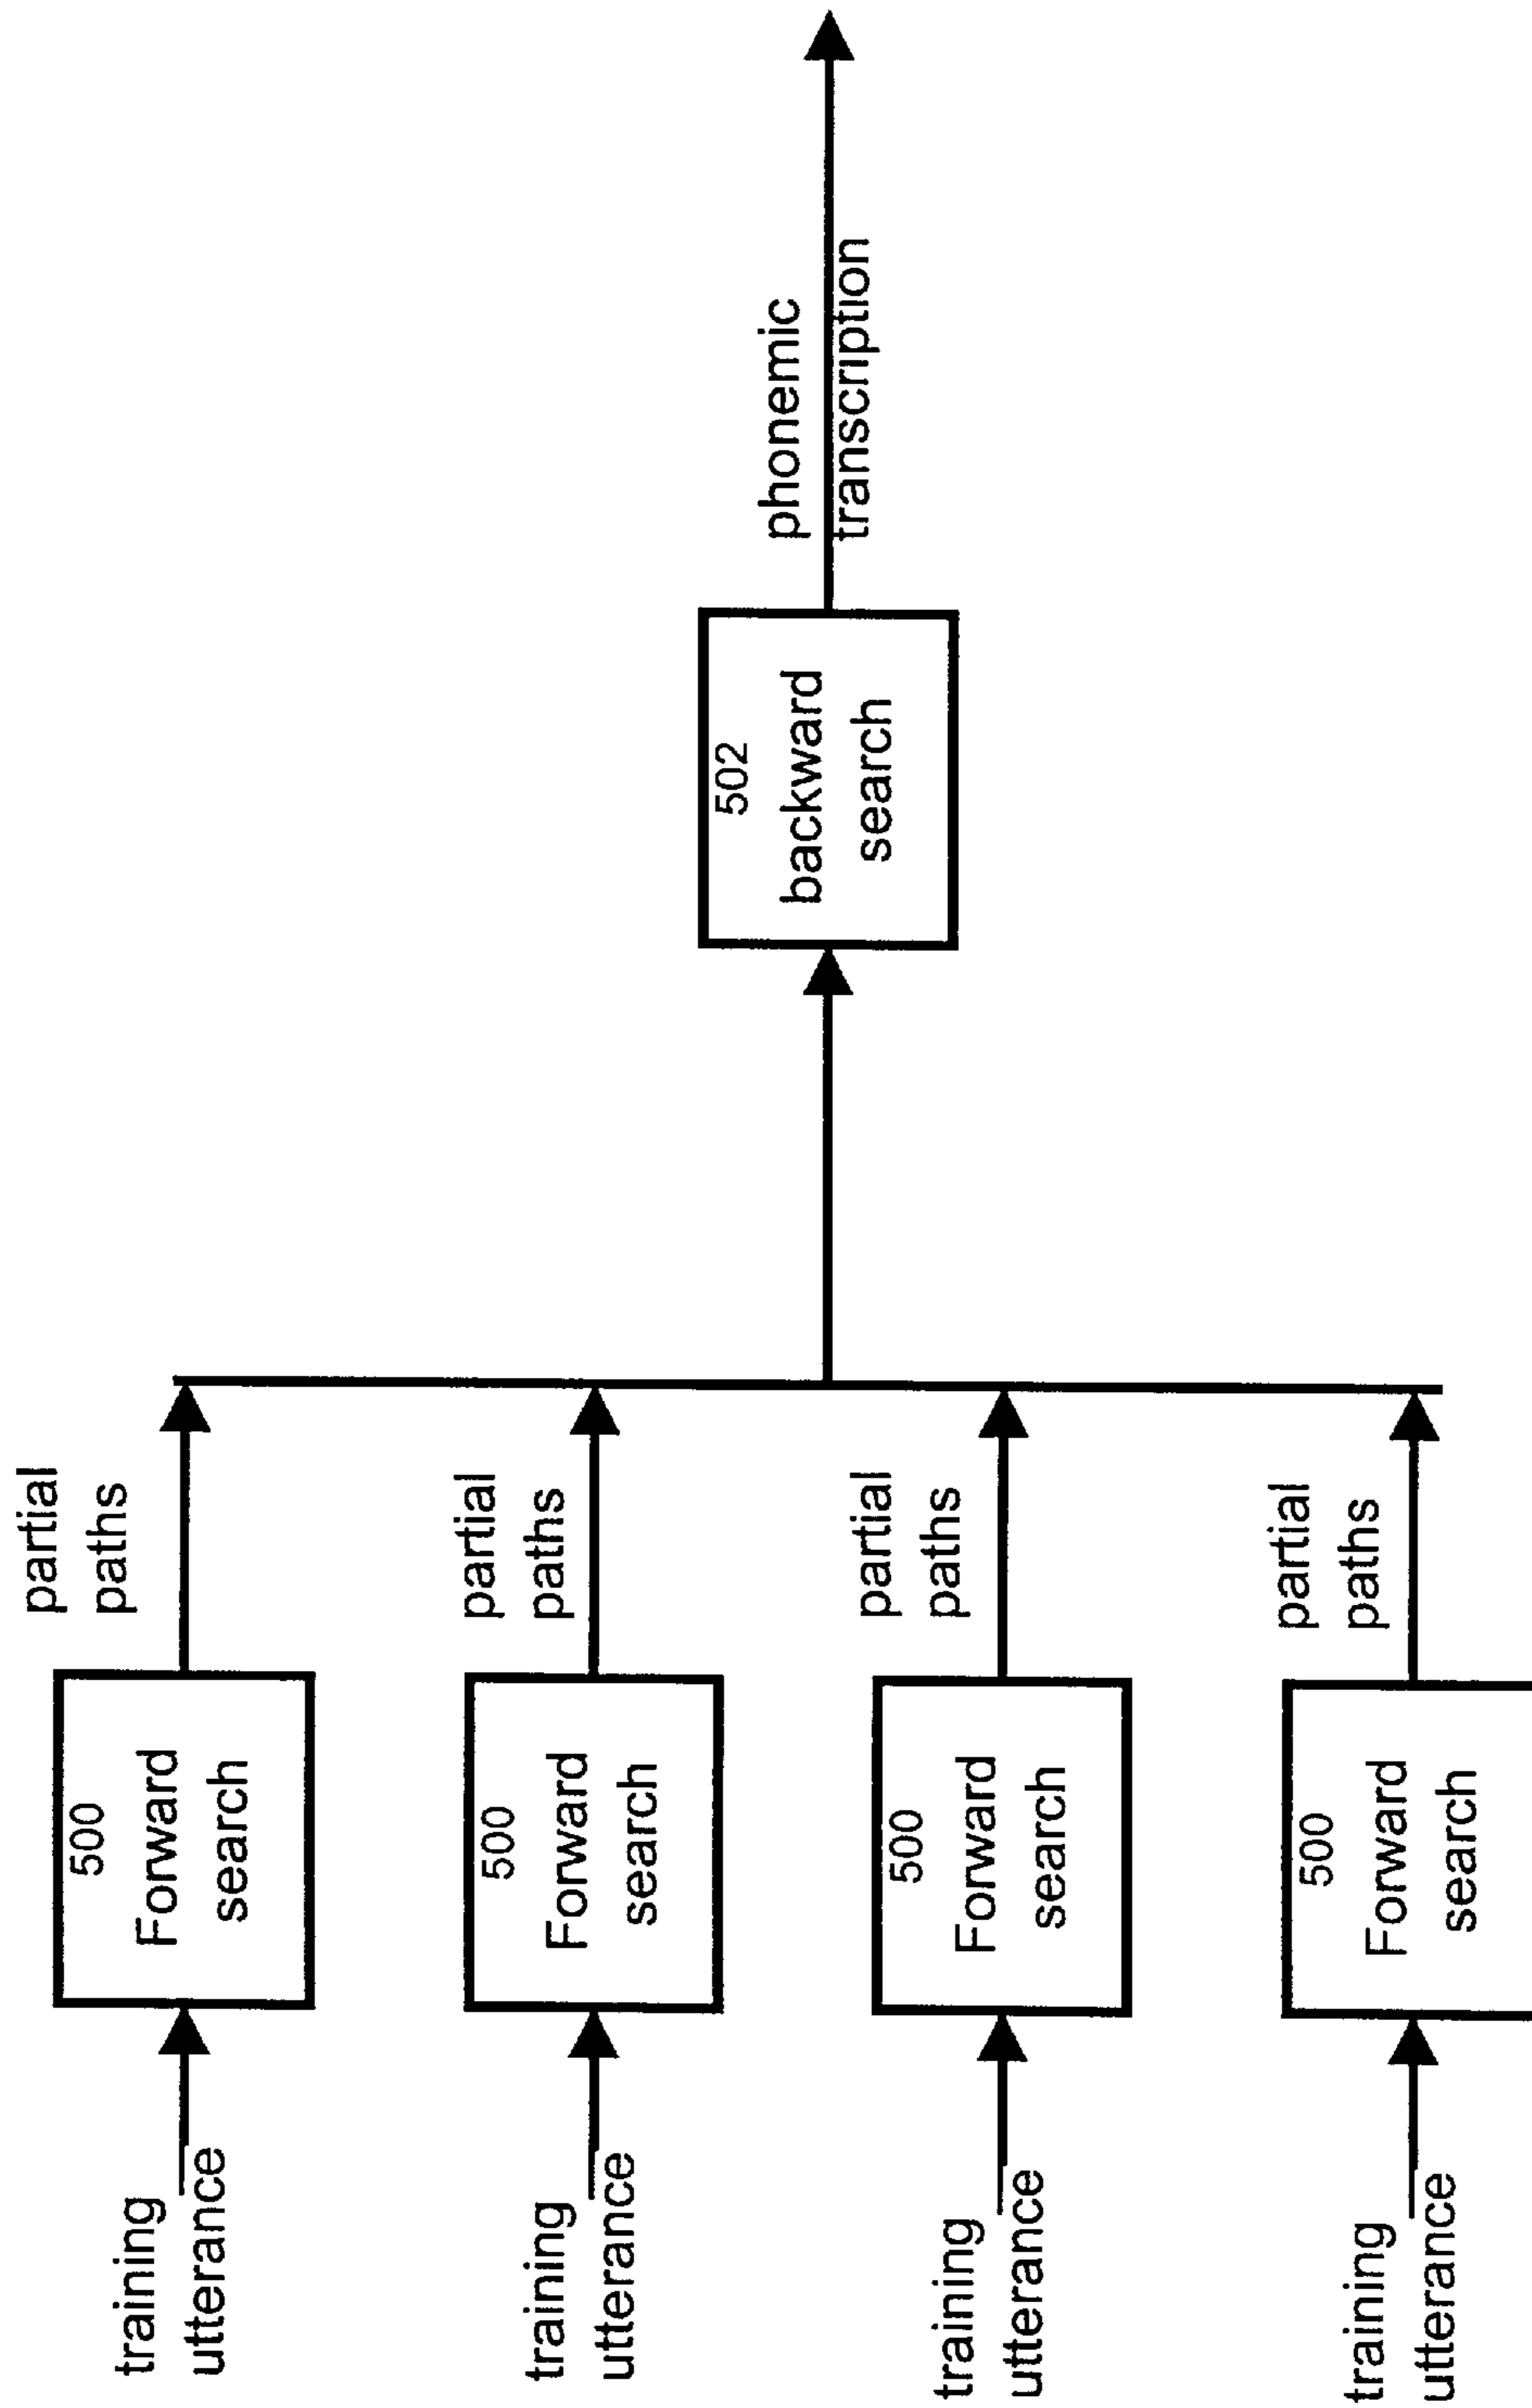 training
utterance
500
Forward
search
partial
paths
training
utterance
500
Forward
search
partial
paths
training
utterance
500
Forward
search
partial
paths
training
utterance
500
Forward
search
partial
paths
502
backward
search
phonemic
transcription